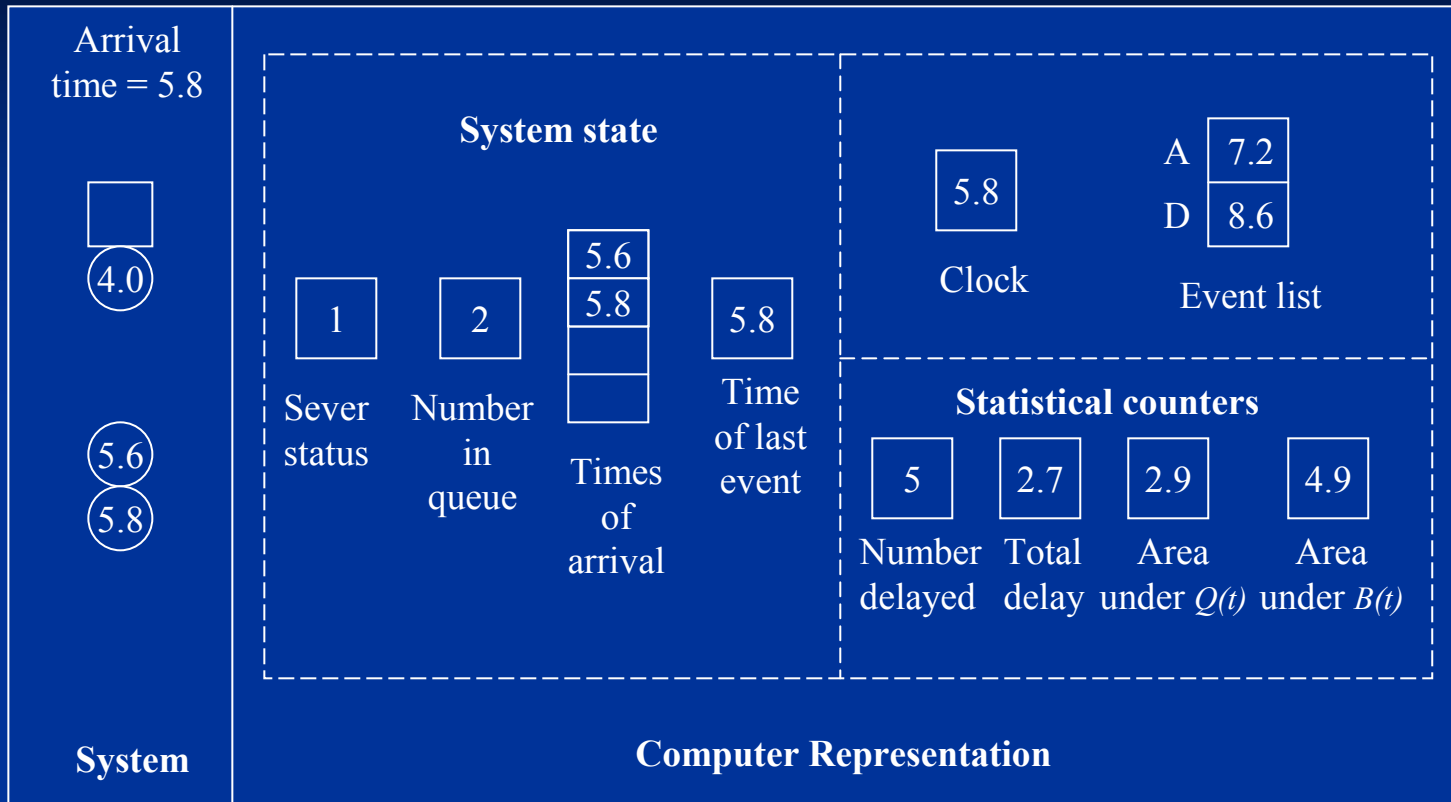 Arrival
time = 5.8
4.0
5.6
5.8
System
System state
1
Sever
status
2
Number
in
queue
5.6
5.8
Times
of
arrival
5.8
Time
of last
event
5.8
Clock
A 7.2
D 8.6
Event list
Statistical counters
5
Number
delayed
2.7
Total
delay
2.9
Area
under Q(t)
4.9
Area
under B(t)
Computer Representation